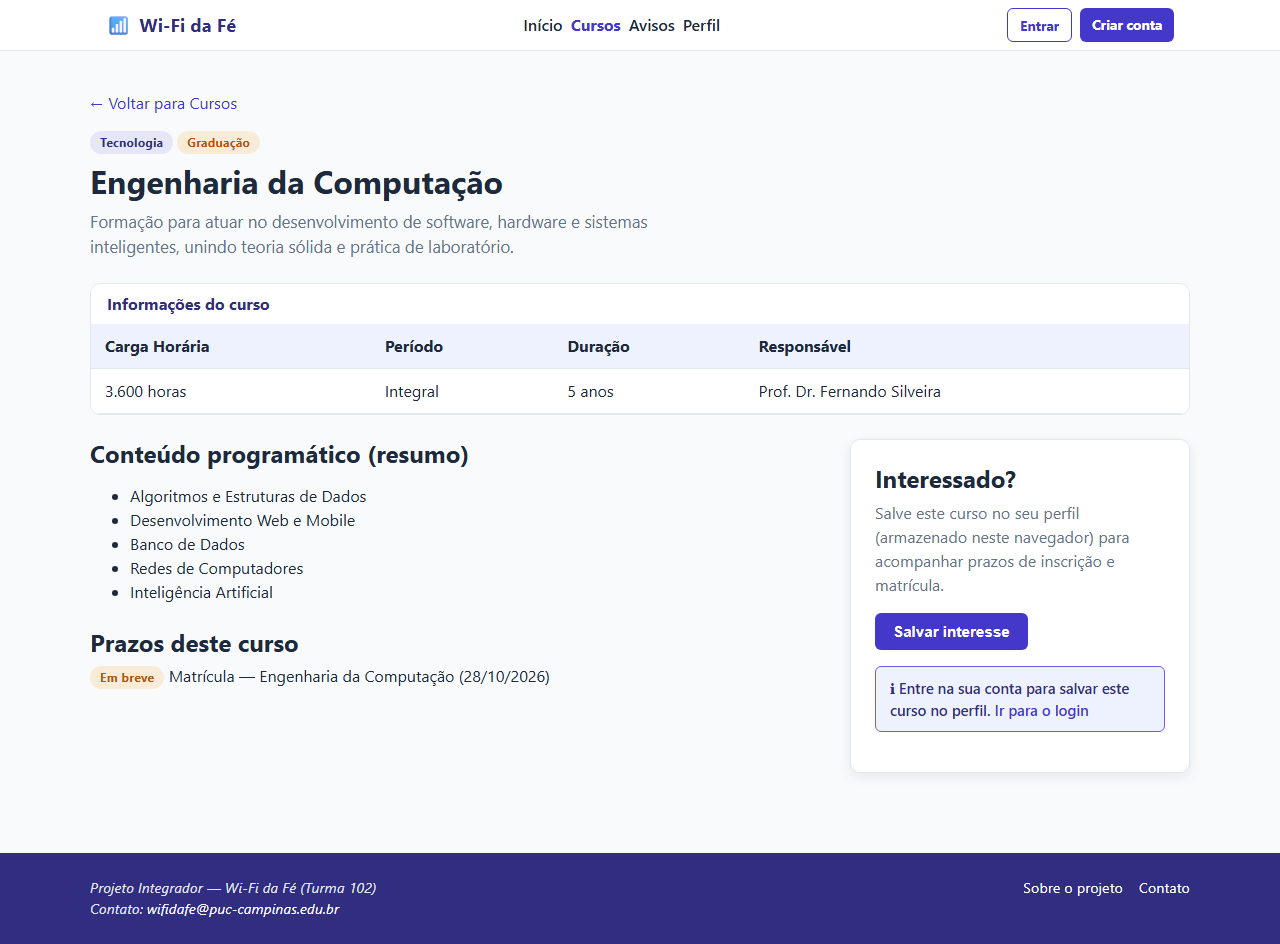 Wi-Fi da Fé
Início Cursos Avisos Perfil
Entrar
Criar conta
← Voltar para Cursos
Tecnologia Graduação
Engenharia da Computação
Formação para atuar no desenvolvimento de software, hardware e sistemas
inteligentes, unindo teoria sólida e prática de laboratório.
Informações do curso
Carga Horária Período Duração Responsável
3.600 horas Integral 5 anos Prof. Dr. Fernando Silveira
Conteúdo programático (resumo)
• Algoritmos e Estruturas de Dados
• Desenvolvimento Web e Mobile
• Banco de Dados
• Redes de Computadores
• Inteligência Artificial
Prazos deste curso
Em breve Matrícula — Engenharia da Computação (28/10/2026)
Interessado?
Salve este curso no seu perfil
(armazenado neste navegador) para
acompanhar prazos de inscrição e
matrícula.
Salvar interesse
ℹ Entre na sua conta para salvar este
curso no perfil. Ir para o login
Projeto Integrador — Wi-Fi da Fé (Turma 102)
Contato: wifidafe@puc-campinas.edu.br
Sobre o projeto Contato